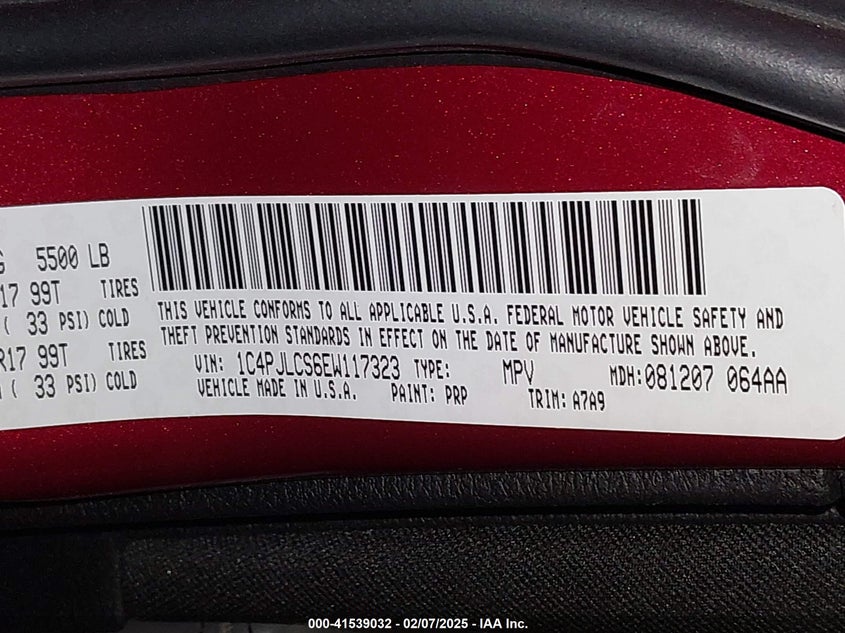 5500 LB
17 99T TIRES
( 33 PSI) COLD
R17 99T TIRES
( 33 PSI) COLD
THIS VEHICLE CONFORMS TO ALL APPLICABLE U.S.A. FEDERAL MOTOR VEHICLE SAFETY AND
THEFT PREVENTION STANDARDS IN EFFECT ON THE DATE OF MANUFACTURE SHOWN ABOVE.
VIN: 1C4PJLCS6EW117323 TYPE: MPV MDH:081207 064AA
VEHICLE MADE IN U.S.A. PAINT: PRP TRIM: A7A9
000-41539032 - 02/07/2025 - IAA Inc.